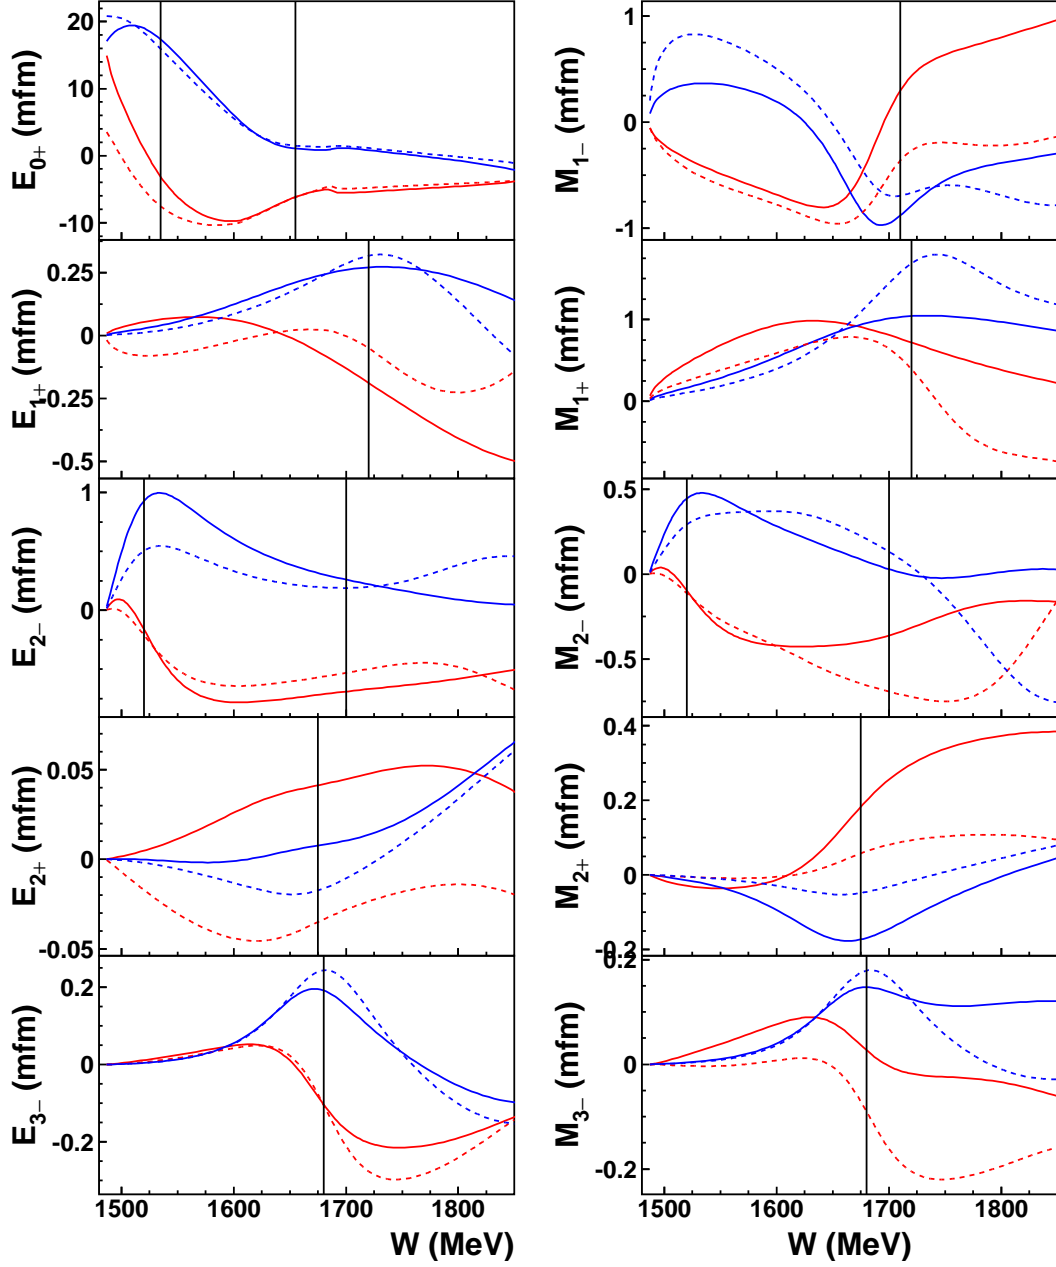 E0+ (mfm)
20
10
0
-10
M1− (mfm)
1
0
-1
E1+ (mfm)
0.25
0
-0.25
-0.5
M1+ (mfm)
1
0
E2− (mfm)
1
0
M2− (mfm)
0.5
0
-0.5
E2+ (mfm)
0.05
0
-0.05
M2+ (mfm)
0.4
0.2
0
-0.2
E3− (mfm)
0.2
0
-0.2
M3− (mfm)
0.2
0
-0.2
1500 1600 1700 1800
1500 1600 1700 1800
W (MeV)
W (MeV)